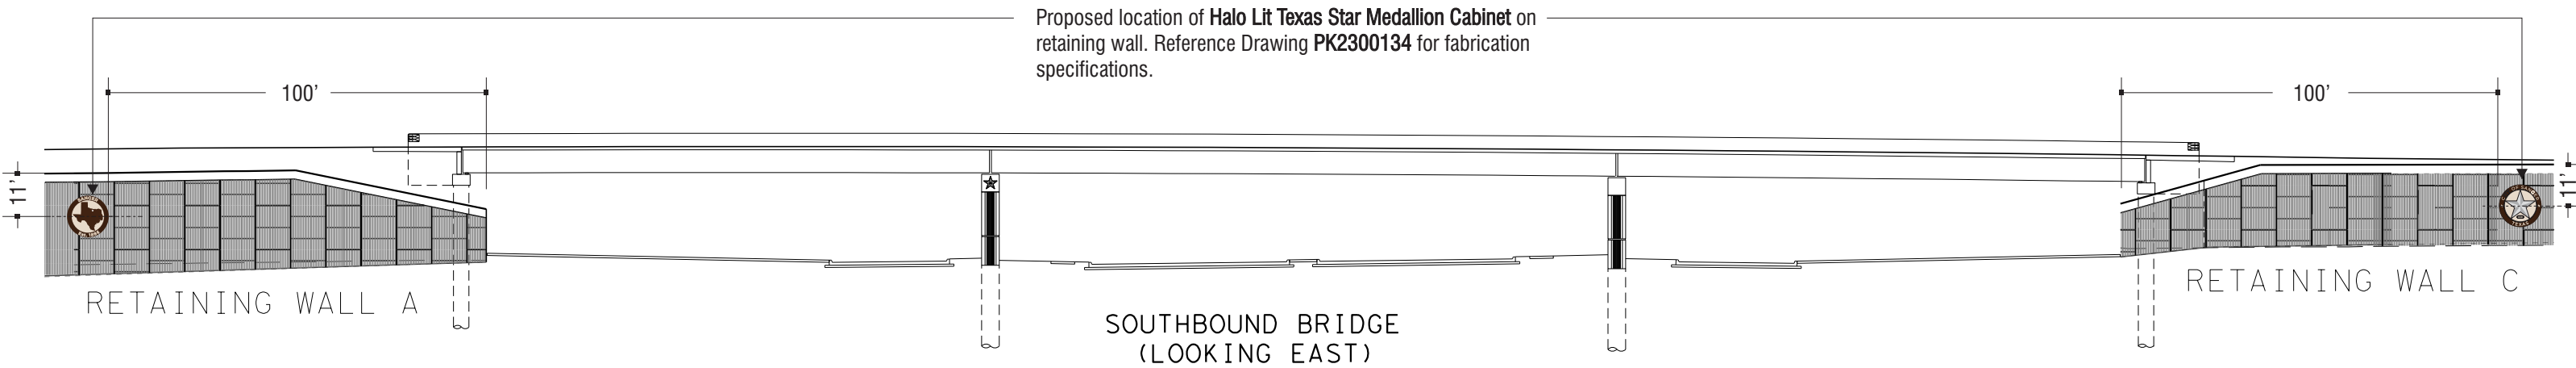 Proposed location of Halo Lit Texas Star Medallion Cabinet on
retaining wall. Reference Drawing PK2300134 for fabrication
specifications.
100’
100’
11’
11’
RETAINING WALL A
RETAINING WALL C
SOUTHBOUND BRIDGE
(LOOKING EAST)